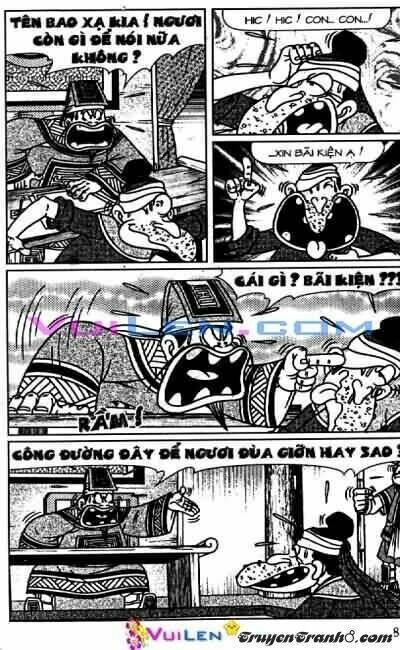 TÊN BAO XẠ KIA! NGƯƠI
CÒN GÌ ĐỂ NÓI NỮA
KHÔNG?
HIC! HIC! CON... CON...!
...XIN BÃI KIỆN Ạ!
CÁI GÌ? BÃI KIỆN???
VUILEN.COM
RẦM!
CÔNG ĐƯỜNG ĐÂY ĐỂ NGƯƠI ĐÙA GIỠN HAY SAO?
VUILEN
TruyenTranh8.com
8